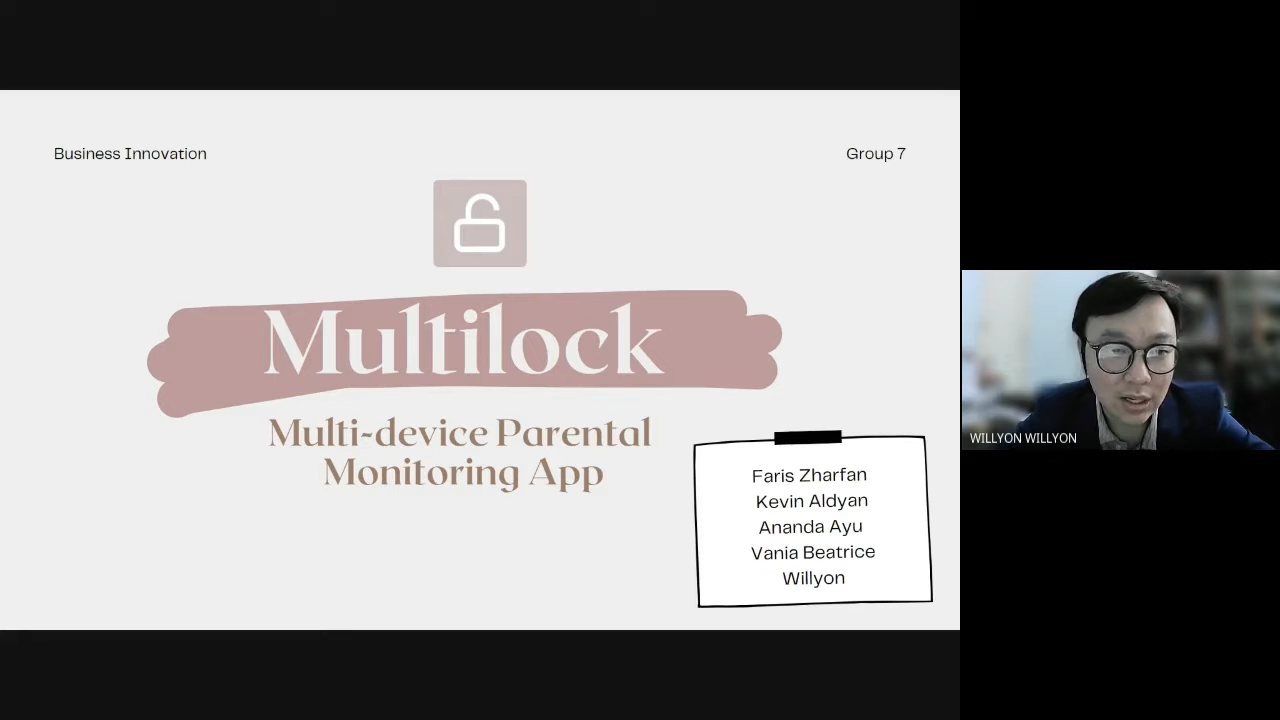 Business Innovation
Group 7
Multilock
Multi-device Parental
Monitoring App
Faris Zharfan
Kevin Aldyan
Ananda Ayu
Vania Beatrice
Willyon
WILLYON WILLYON